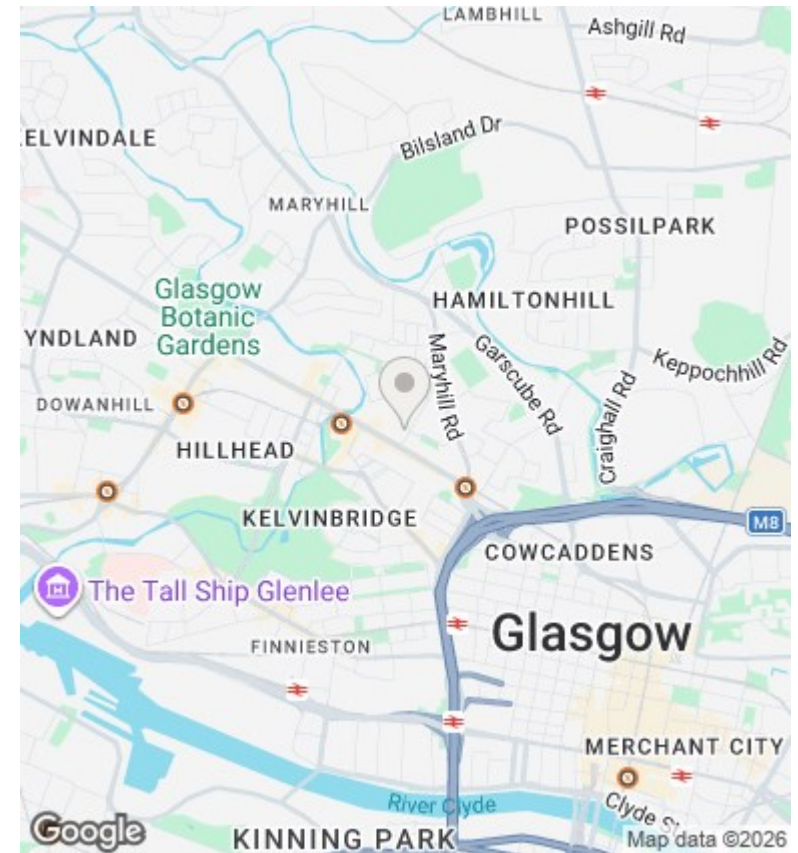 LAMBHILL
Ashgill Rd
ELVINDALE
Bilsland Dr
MARYHILL
POSSILPARK
Glasgow
Botanic
Gardens
HAMILTONHILL
YNDLAND
Maryhill Rd
Garscube Rd
Keppochhill Rd
DOWANHILL
Craighall Rd
HILLHEAD
KELVINBRIDGE
M8
COWCADDENS
The Tall Ship Glenlee
Glasgow
FINNIESTON
MERCHANT CITY
River Clyde
Clyde S
Google
KINNING PARK
Map data ©2026